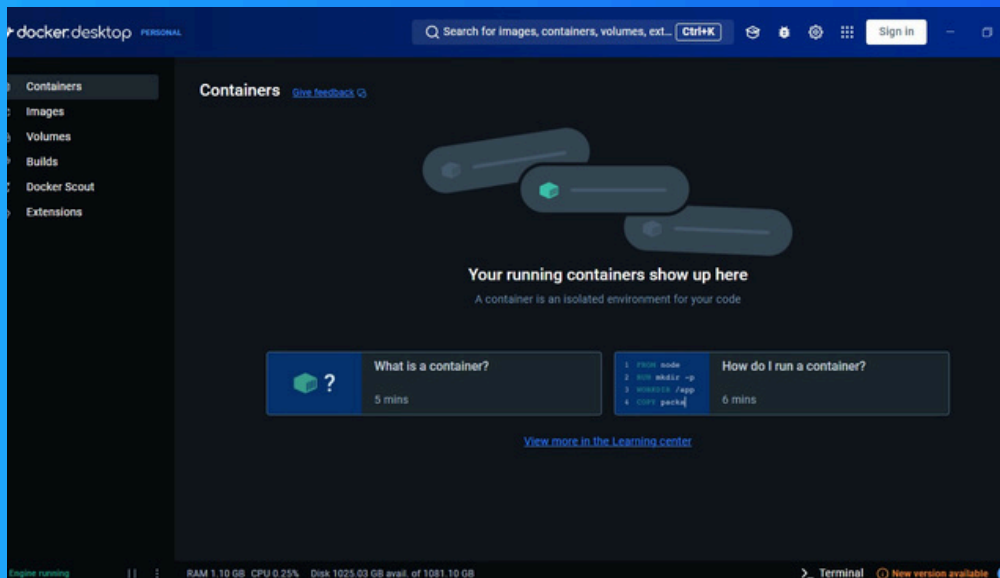 docker.desktop PERSONAL
Search for images, containers, volumes, ext... Ctrl+K
Sign in
Containers
Images
Volumes
Builds
Docker Scout
Extensions
Containers Give feedback
Your running containers show up here
A container is an isolated environment for your code
?
What is a container?
5 mins
1 FROM node
2 RUN mkdir -p
3 WORKDIR /app
4 COPY packa
How do I run a container?
6 mins
View more in the Learning center
Engine running
RAM 1.10 GB CPU 0.25% Disk 1025.03 GB avail. of 1081.10 GB
Terminal
New version available